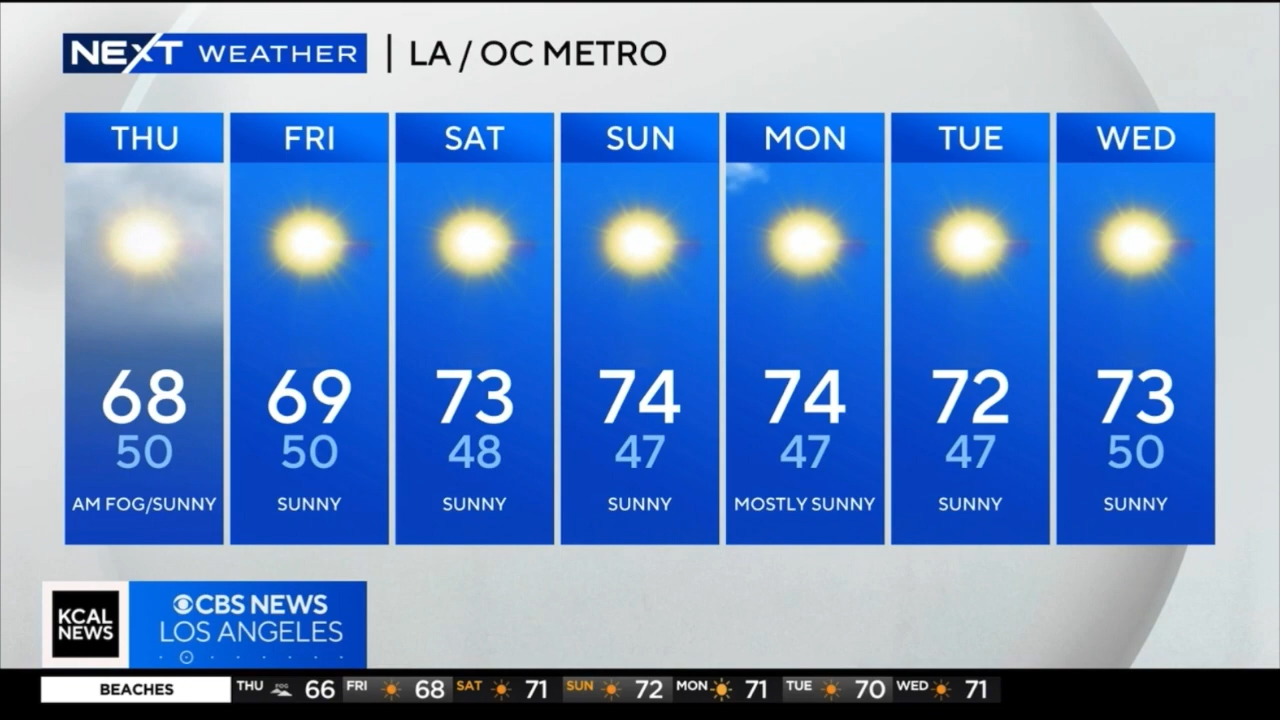 NEXT WEATHER | LA / OC METRO
THU FRI SAT SUN MON TUE WED
68 69 73 74 74 72 73
50 50 48 47 47 47 50
AM FOG/SUNNY SUNNY SUNNY SUNNY MOSTLY SUNNY SUNNY SUNNY
KCAL NEWS
CBS NEWS
LOS ANGELES
BEACHES THU FOG 66 FRI 68 SAT 71 SUN 72 MON 71 TUE 70 WED 71